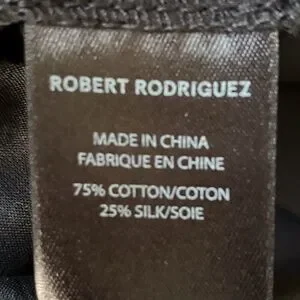 ROBERT RODRIGUEZ
MADE IN CHINA
FABRIQUE EN CHINE
75% COTTON/COTON
25% SILK/SOIE